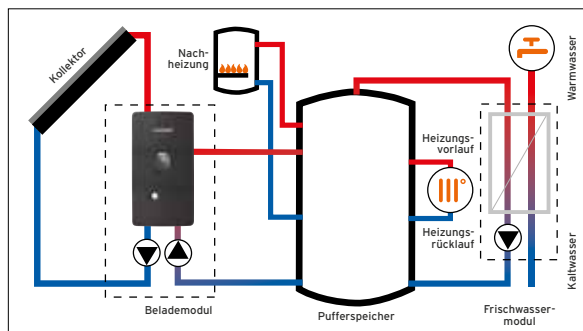 Kollektor
Nach-
heizung
Warmwasser
Heizungs-
vorlauf
Heizungs-
rücklauf
Kaltwasser
Belademodul
Pufferspeicher
Frischwasser-
modul